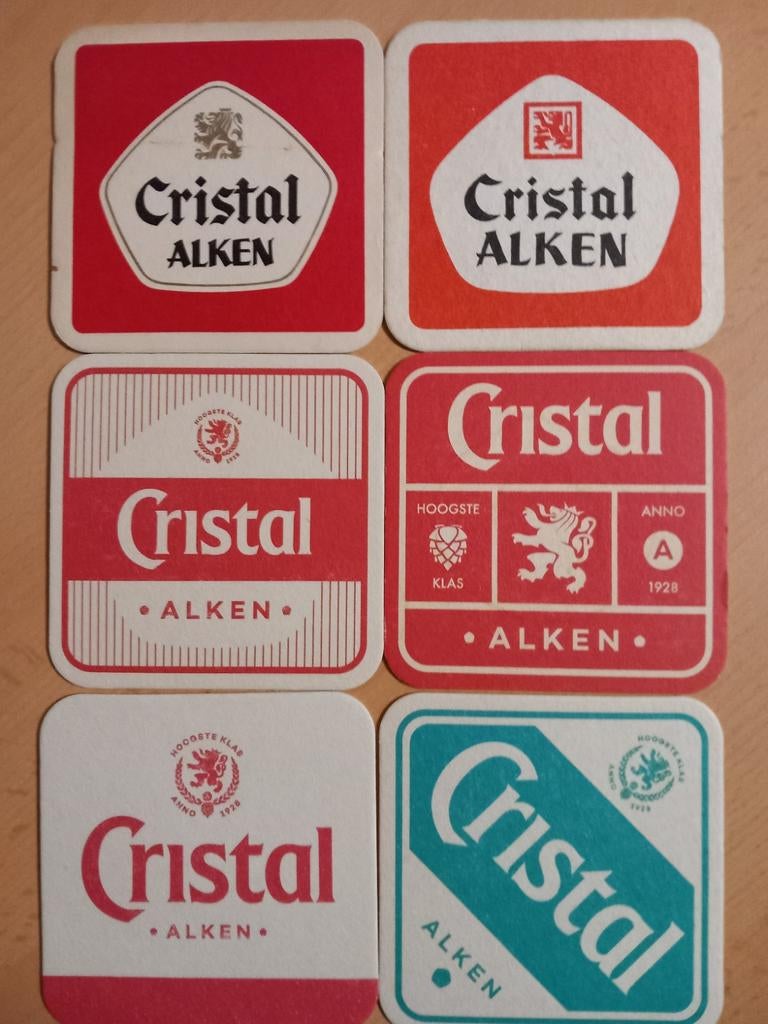 Cristal
ALKEN
Cristal
ALKEN
HOOGSTE KLAS
ANNO 1928
Cristal
• ALKEN •
Cristal
HOOGSTE
KLAS
ANNO
A
1928
• ALKEN •
HOOGSTE KLAS
ANNO 1928
Cristal
• ALKEN •
HOOGSTE KLAS
ANNO 1928
Cristal
ALKEN